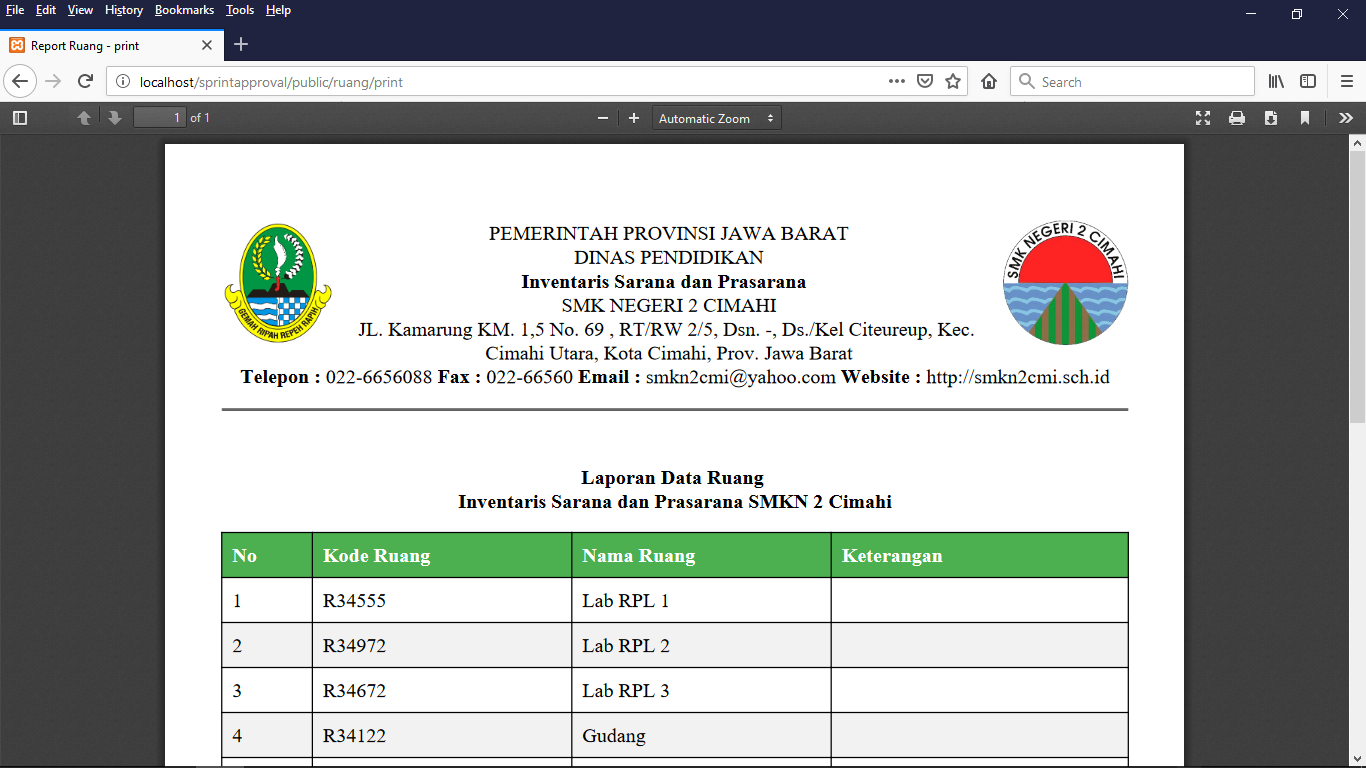 File Edit View History Bookmarks Tools Help
Report Ruang - print
localhost/sprintapproval/public/ruang/print
Search
1 of 1
Automatic Zoom
PEMERINTAH PROVINSI JAWA BARAT
DINAS PENDIDIKAN
Inventaris Sarana dan Prasarana
SMK NEGERI 2 CIMAHI
JL. Kamarung KM. 1,5 No. 69 , RT/RW 2/5, Dsn. -, Ds./Kel Citeureup, Kec.
Cimahi Utara, Kota Cimahi, Prov. Jawa Barat
Telepon : 022-6656088 Fax : 022-66560 Email : smkn2cmi@yahoo.com Website : http://smkn2cmi.sch.id
GEMAH RIPAH REPEH RAPIH
SMK NEGERI 2 CIMAHI
Laporan Data Ruang
Inventaris Sarana dan Prasarana SMKN 2 Cimahi
No Kode Ruang Nama Ruang Keterangan
1 R34555 Lab RPL 1
2 R34972 Lab RPL 2
3 R34672 Lab RPL 3
4 R34122 Gudang